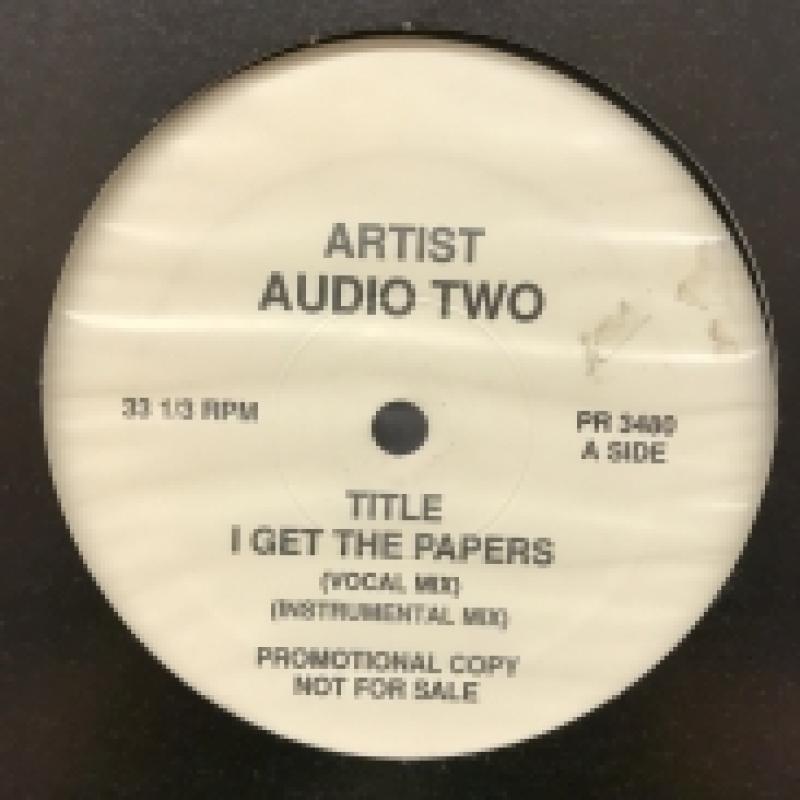 ARTIST
AUDIO TWO
33 1/3 RPM
PR 3480
A SIDE
TITLE
I GET THE PAPERS
(VOCAL MIX)
(INSTRUMENTAL MIX)
PROMOTIONAL COPY
NOT FOR SALE